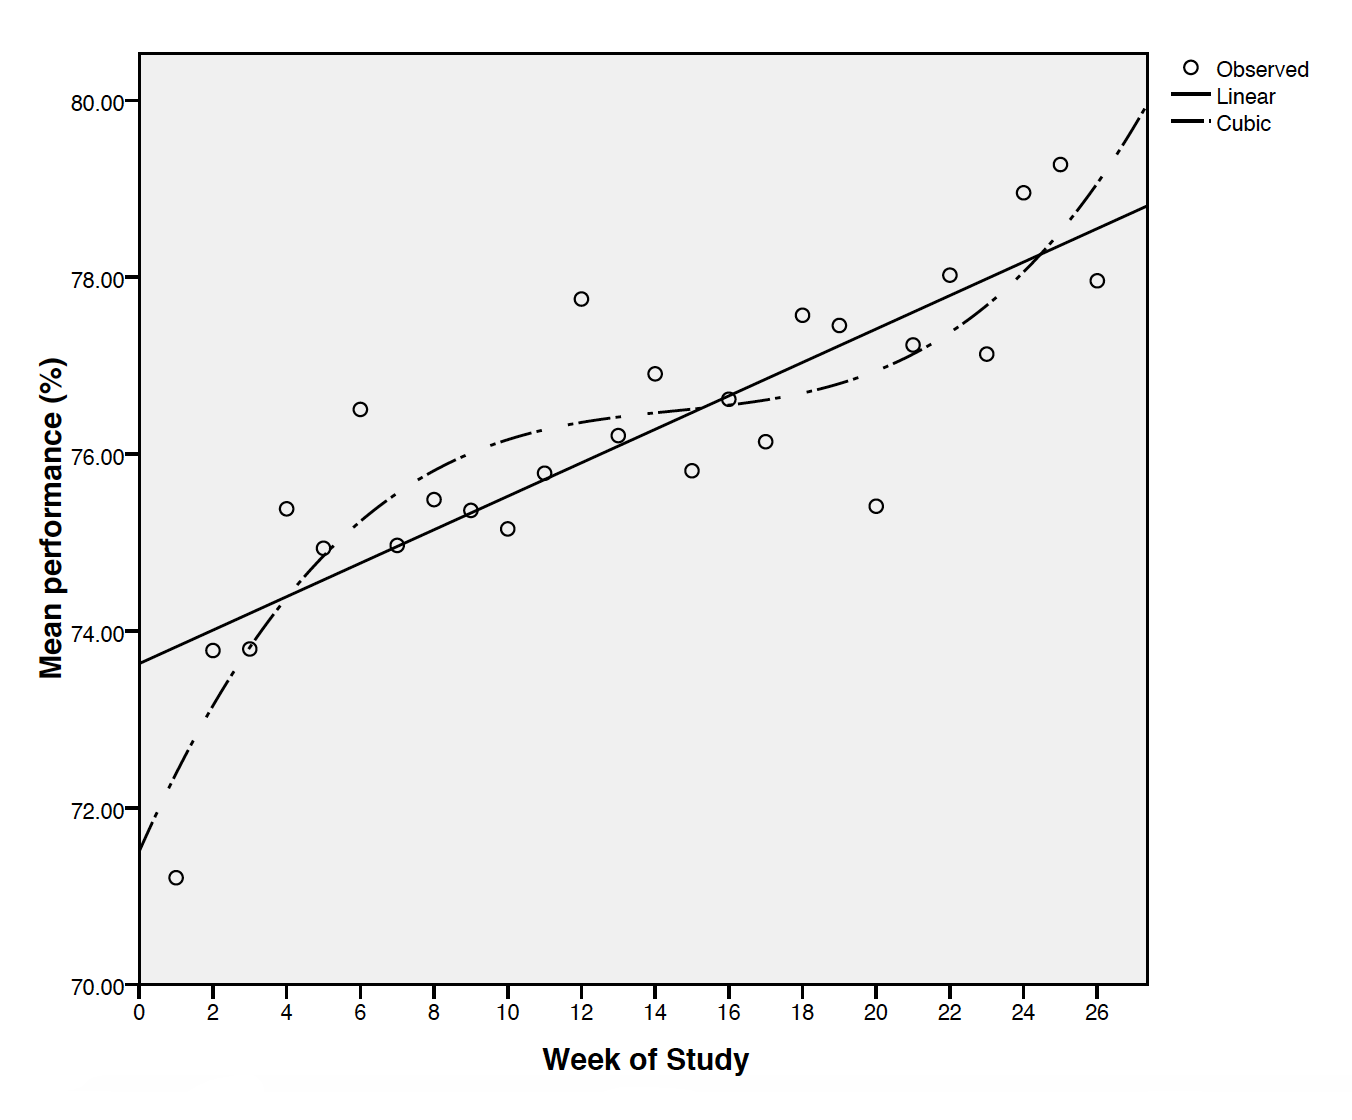 Observed
Linear
Cubic
80.00
78.00
76.00
74.00
72.00
70.00
Mean performance (%)
0 2 4 6 8 10 12 14 16 18 20 22 24 26
Week of Study